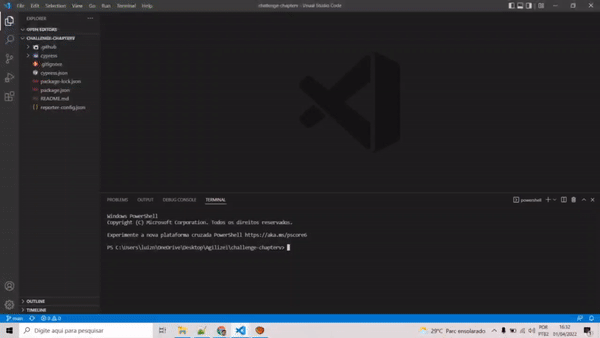 File Edit Selection View Go Run Terminal Help
challenge-chapterv - Visual Studio Code
EXPLORER
OPEN EDITORS
CHALLENGE-CHAPTERV
.github
cypress
.gitignore
cypress.json
package-lock.json
package.json
README.md
reporter-config.json
OUTLINE
TIMELINE
PROBLEMS OUTPUT DEBUG CONSOLE TERMINAL
powershell
Windows PowerShell
Copyright (C) Microsoft Corporation. Todos os direitos reservados.
Experimente a nova plataforma cruzada PowerShell https://aka.ms/pscore6
PS C:\Users\luizn\OneDrive\Desktop\Agilizei\challenge-chapterv>
main 0 0
Digite aqui para pesquisar
29°C Parc ensolarado
POR
PTB2
16:32
01/04/2022